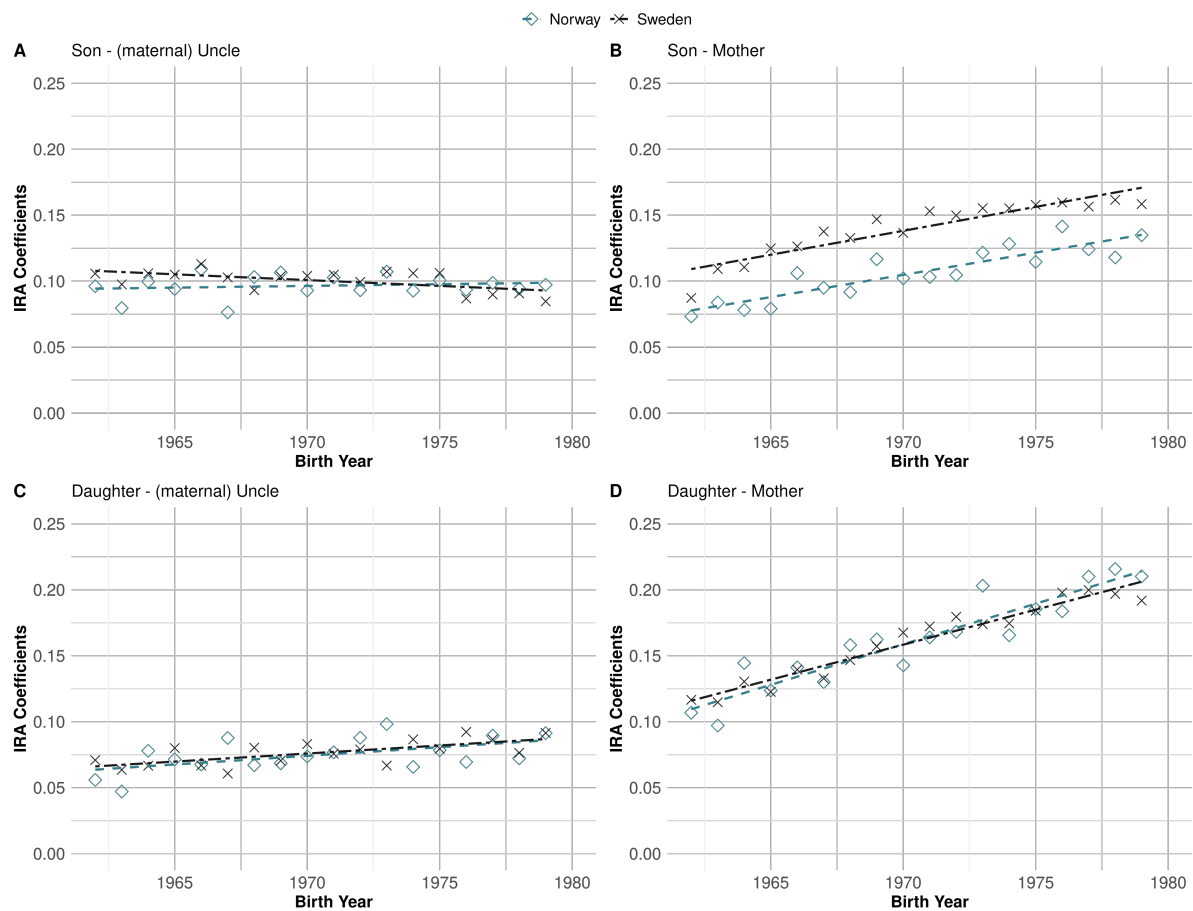 Norway Sweden
A Son - (maternal) Uncle
IRA Coefficients
0.25
0.20
0.15
0.10
0.05
0.00
1965 1970 1975 1980
Birth Year
B Son - Mother
IRA Coefficients
0.25
0.20
0.15
0.10
0.05
0.00
1965 1970 1975 1980
Birth Year
C Daughter - (maternal) Uncle
IRA Coefficients
0.25
0.20
0.15
0.10
0.05
0.00
1965 1970 1975 1980
Birth Year
D Daughter - Mother
IRA Coefficients
0.25
0.20
0.15
0.10
0.05
0.00
1965 1970 1975 1980
Birth Year